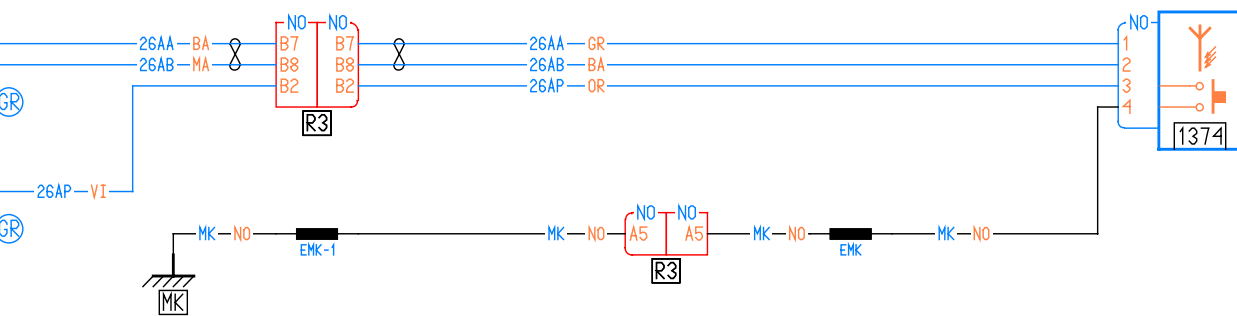 NO NO NO
26AA BA B7 B7 26AA GR 1
26AB MA B8 B8 26AB BA 2
B2 B2 26AP OR 3
GR 4
R3
1374
26AP VI
NO NO
GR MK NO MK NO A5 A5 MK NO MK NO
EMK-1 EMK
R3
MK